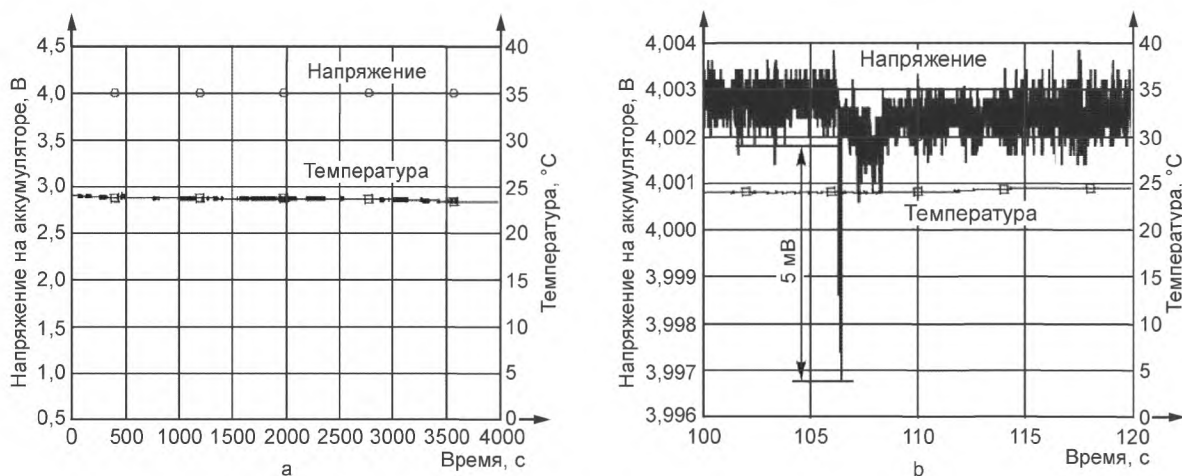 Напряжение на аккумуляторе, В
4,5
4,0
3,5
3,0
2,5
2,0
1,5
1,0
0,5
Напряжение
Температура
40
35
30
25
20
15
10
5
0
Температура, °C
0 500 1000 1500 2000 2500 3000 3500 4000
Время, с
a
Напряжение на аккумуляторе, В
4,004
4,003
4,002
4,001
4,000
3,999
3,998
3,997
3,996
Напряжение
Температура
5 мВ
40
35
30
25
20
15
10
5
0
Температура, °C
100 105 110 115 120
Время, с
b